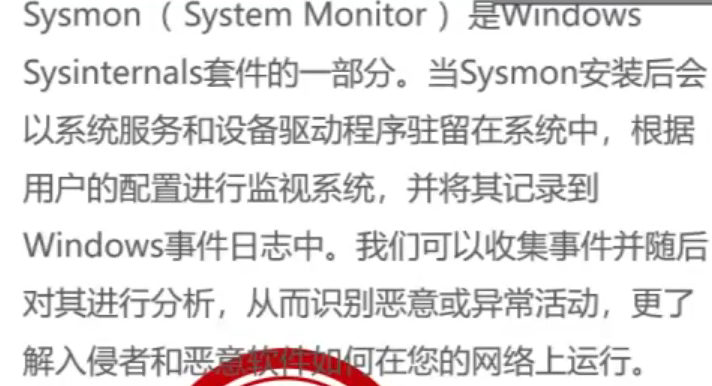 Sysmon（ System Monitor ）是Windows
Sysinternals套件的一部分。当Sysmon安装后会
以系统服务和设备驱动程序驻留在系统中，根据
用户的配置进行监视系统，并将其记录到
Windows事件日志中。我们可以收集事件并随后
对其进行分析，从而识别恶意或异常活动，更了
解入侵者和恶意软件如何在您的网络上运行。